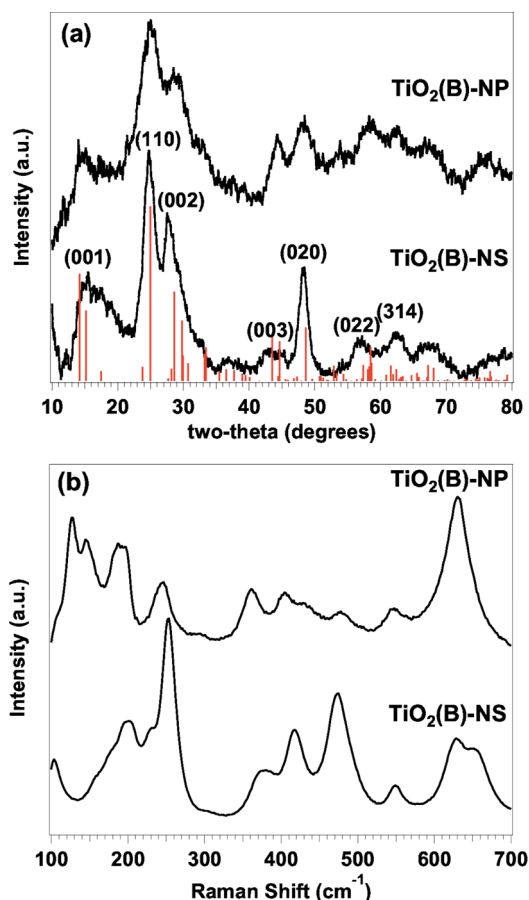 (a)
TiO2(B)-NP
(110)
(002)
(001)
(020)
TiO2(B)-NS
(003)
(022)
(314)
Intensity (a.u.)
10 20 30 40 50 60 70 80
two-theta (degrees)
(b)
TiO2(B)-NP
TiO2(B)-NS
Intensity (a.u.)
100 200 300 400 500 600 700
Raman Shift (cm-1)